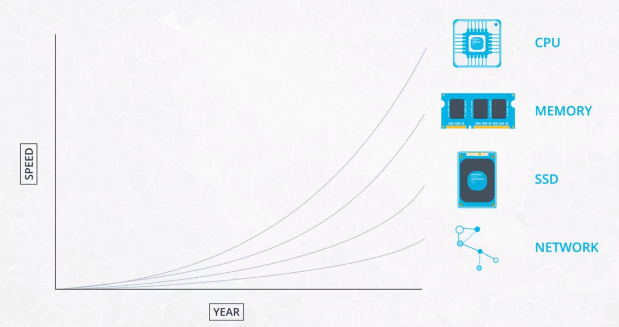 CPU
MEMORY
SSD
NETWORK
SPEED
YEAR